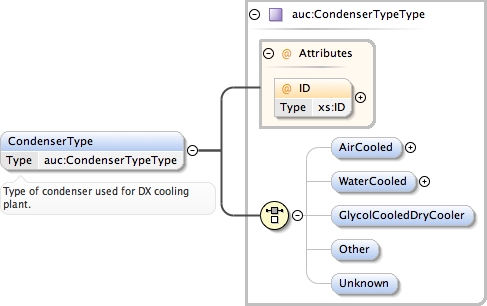 auc:CondenserTypeType
@ Attributes
@ ID
Type xs:ID
CondenserType
Type auc:CondenserTypeType
Type of condenser used for DX cooling
plant.
AirCooled
WaterCooled
GlycolCooledDryCooler
Other
Unknown